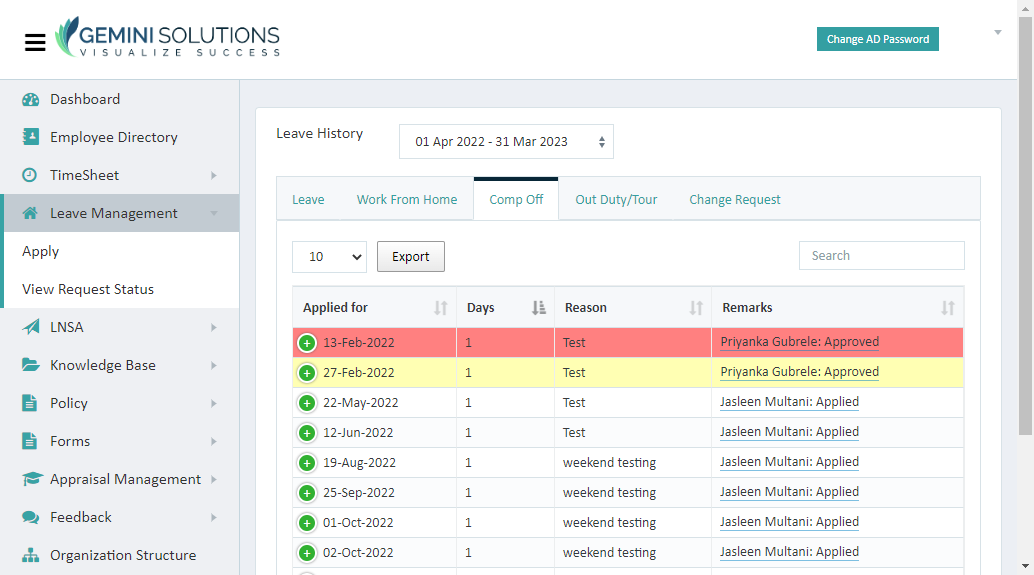 GEMINI SOLUTIONS
VISUALIZE SUCCESS
Change AD Password
Dashboard
Employee Directory
TimeSheet
Leave Management
Apply
View Request Status
LNSA
Knowledge Base
Policy
Forms
Appraisal Management
Feedback
Organization Structure
Leave History
01 Apr 2022 - 31 Mar 2023
Leave Work From Home Comp Off Out Duty/Tour Change Request
10 Export Search
Applied for Days Reason Remarks
13-Feb-2022 1 Test Priyanka Gubrele: Approved
27-Feb-2022 1 Test Priyanka Gubrele: Approved
22-May-2022 1 Test Jasleen Multani: Applied
12-Jun-2022 1 Test Jasleen Multani: Applied
19-Aug-2022 1 weekend testing Jasleen Multani: Applied
25-Sep-2022 1 weekend testing Jasleen Multani: Applied
01-Oct-2022 1 weekend testing Jasleen Multani: Applied
02-Oct-2022 1 weekend testing Jasleen Multani: Applied